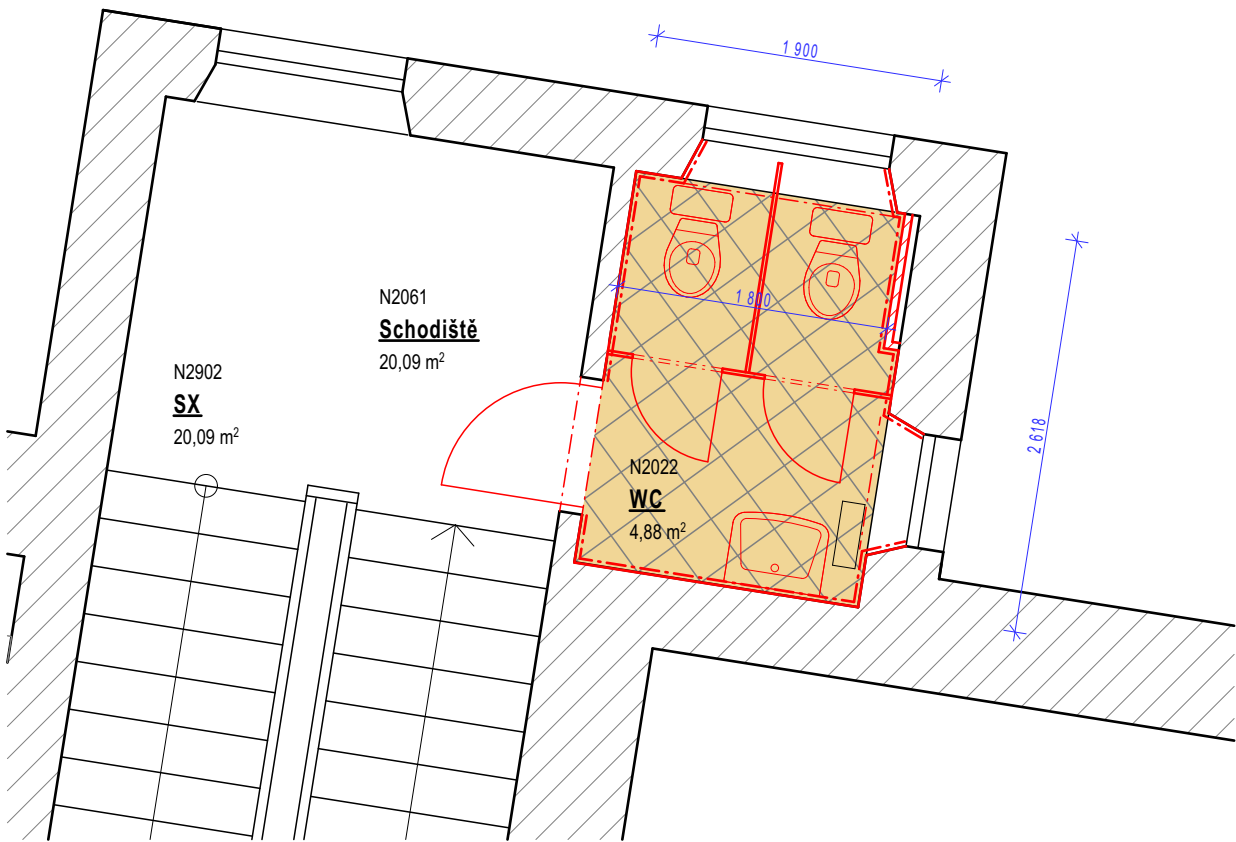 1 900
N2061
Schodiště
20,09 m²
1 800
N2902
SX
20,09 m²
2 618
N2022
WC
4,88 m²